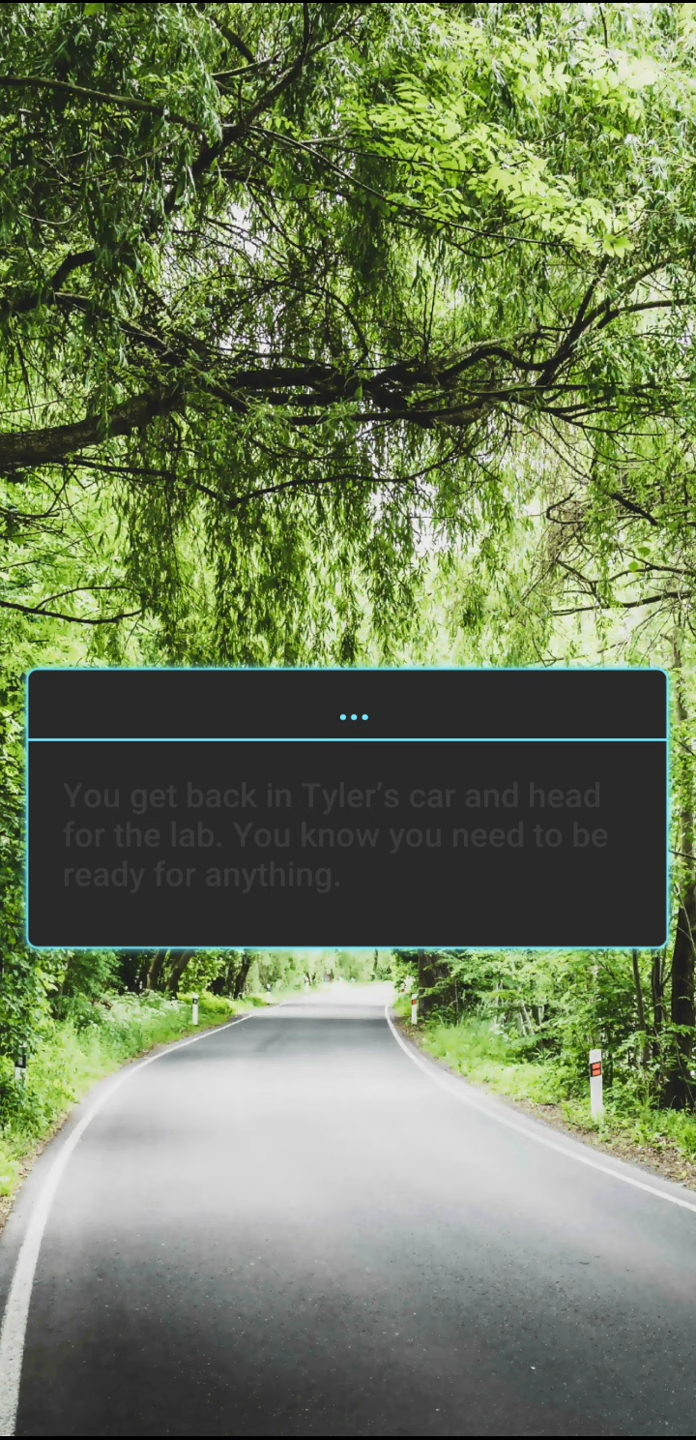 ...
You get back in Tyler's car and head
for the lab. You know you need to be
ready for anything.